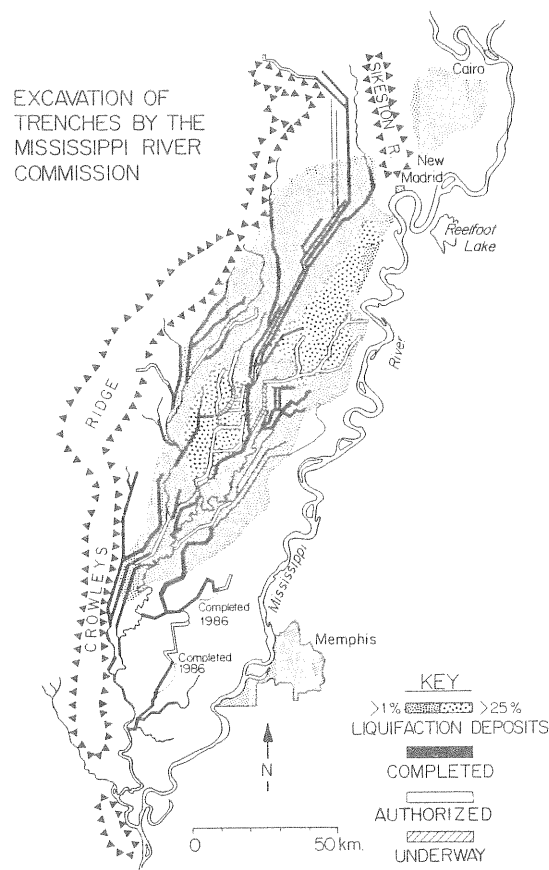 EXCAVATION OF
TRENCHES BY THE
MISSISSIPPI RIVER
COMMISSION
Cairo
SIKESTON R.
New
Madrid
Reelfoot
Lake
River
RIDGE
CROWLEYS
Mississippi
Completed
1986
Completed
1986
Memphis
KEY
>1% >25%
LIQUIFACTION DEPOSITS
COMPLETED
AUTHORIZED
UNDERWAY
N
0 50 km.